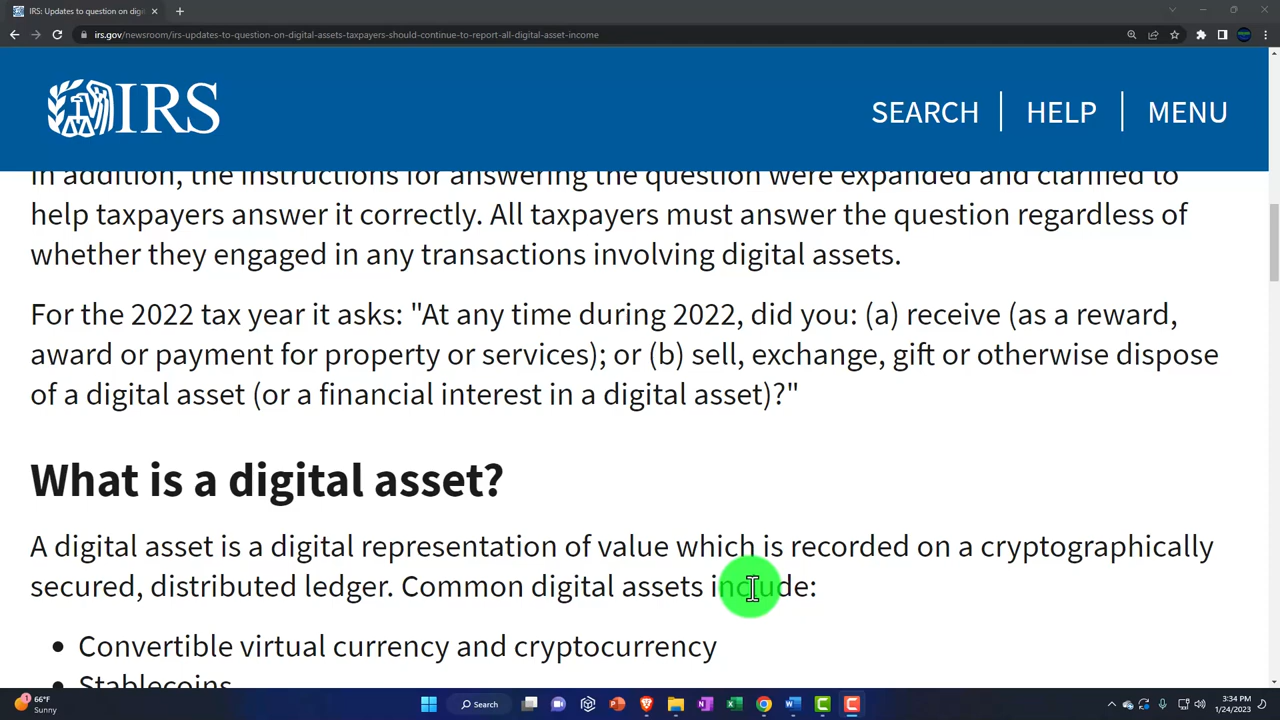 IRS: Updates to question on digi
irs.gov/newsroom/irs-updates-to-question-on-digital-assets-taxpayers-should-continue-to-report-all-digital-asset-income
IRS
SEARCH
HELP
MENU
In addition, the instructions for answering the question were expanded and clarified to
help taxpayers answer it correctly. All taxpayers must answer the question regardless of
whether they engaged in any transactions involving digital assets.
For the 2022 tax year it asks: "At any time during 2022, did you: (a) receive (as a reward,
award or payment for property or services); or (b) sell, exchange, gift or otherwise dispose
of a digital asset (or a financial interest in a digital asset)?"
What is a digital asset?
A digital asset is a digital representation of value which is recorded on a cryptographically
secured, distributed ledger. Common digital assets include:
• Convertible virtual currency and cryptocurrency
• Stablecoins
1
66°F
Sunny
Search
3:34 PM
1/24/2023